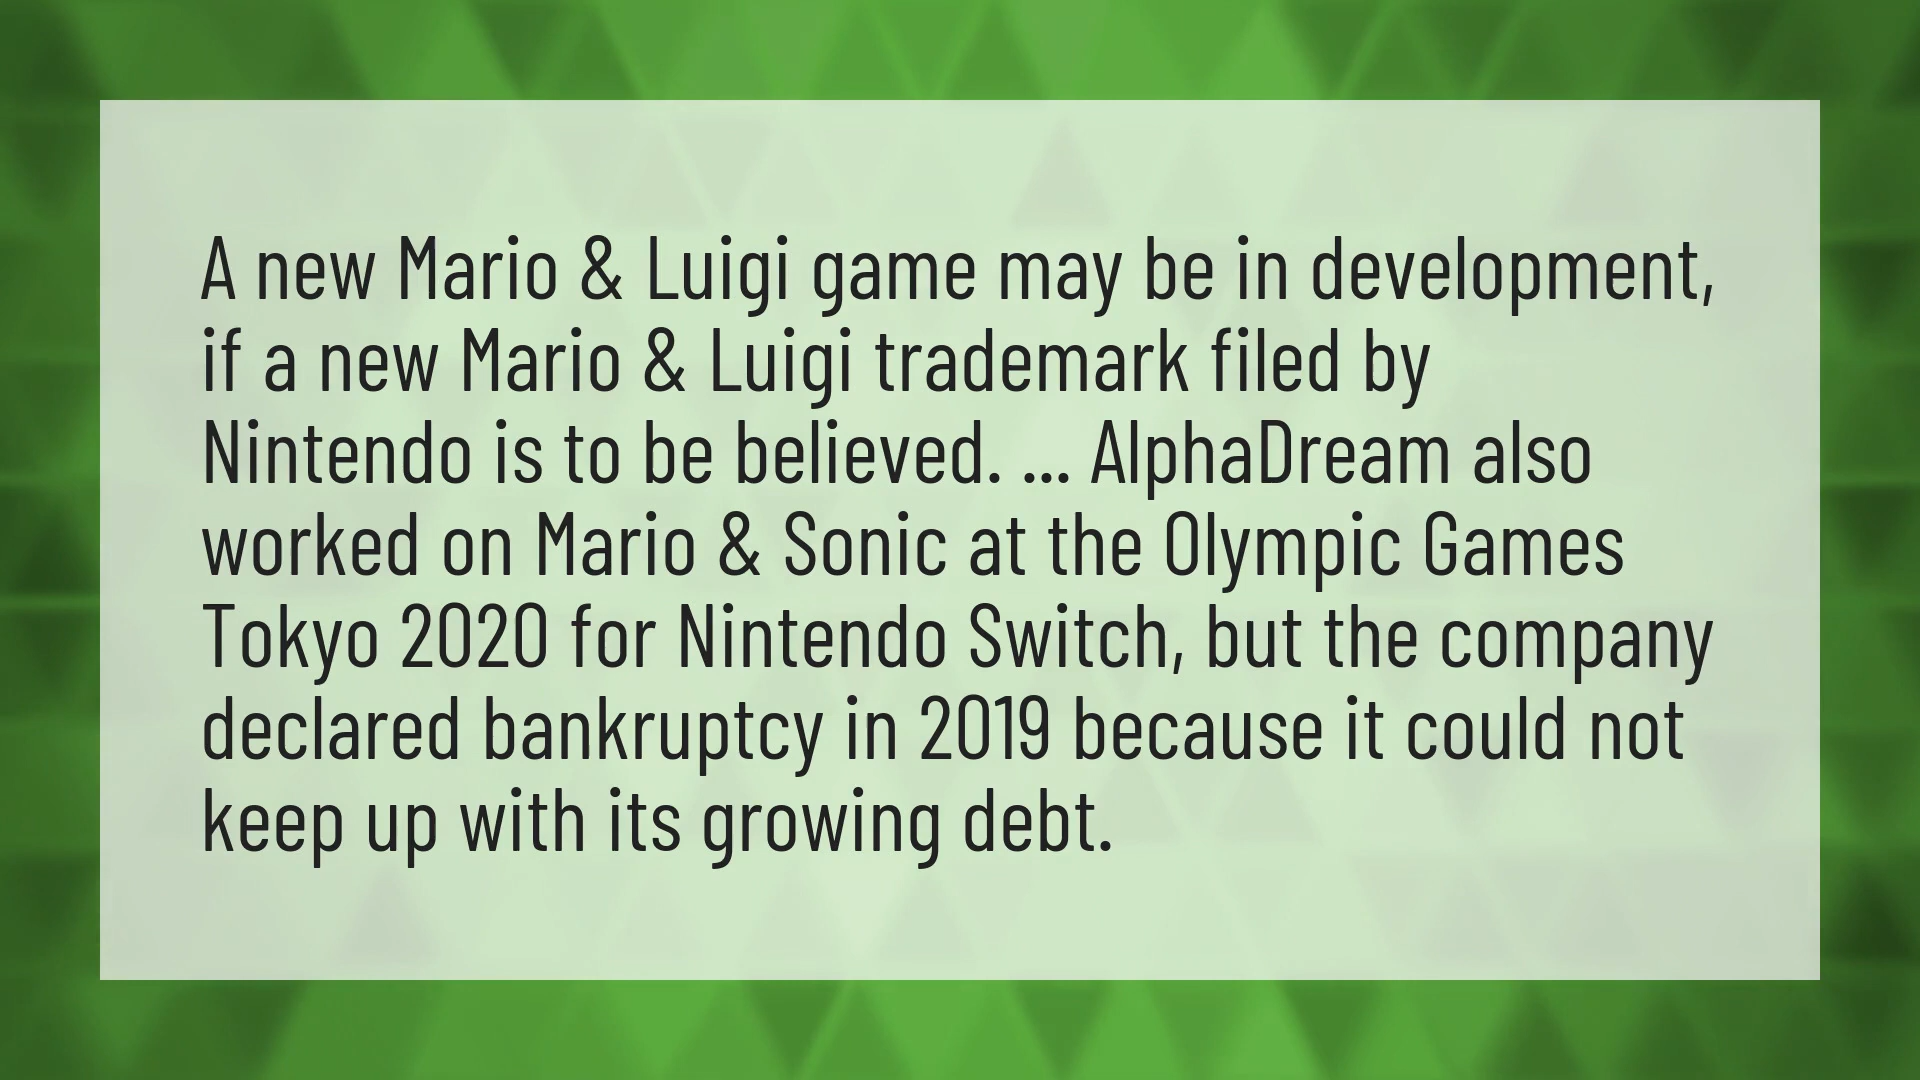 A new Mario & Luigi game may be in development,
if a new Mario & Luigi trademark filed by
Nintendo is to be believed. ... AlphaDream also
worked on Mario & Sonic at the Olympic Games
Tokyo 2020 for Nintendo Switch, but the company
declared bankruptcy in 2019 because it could not
keep up with its growing debt.